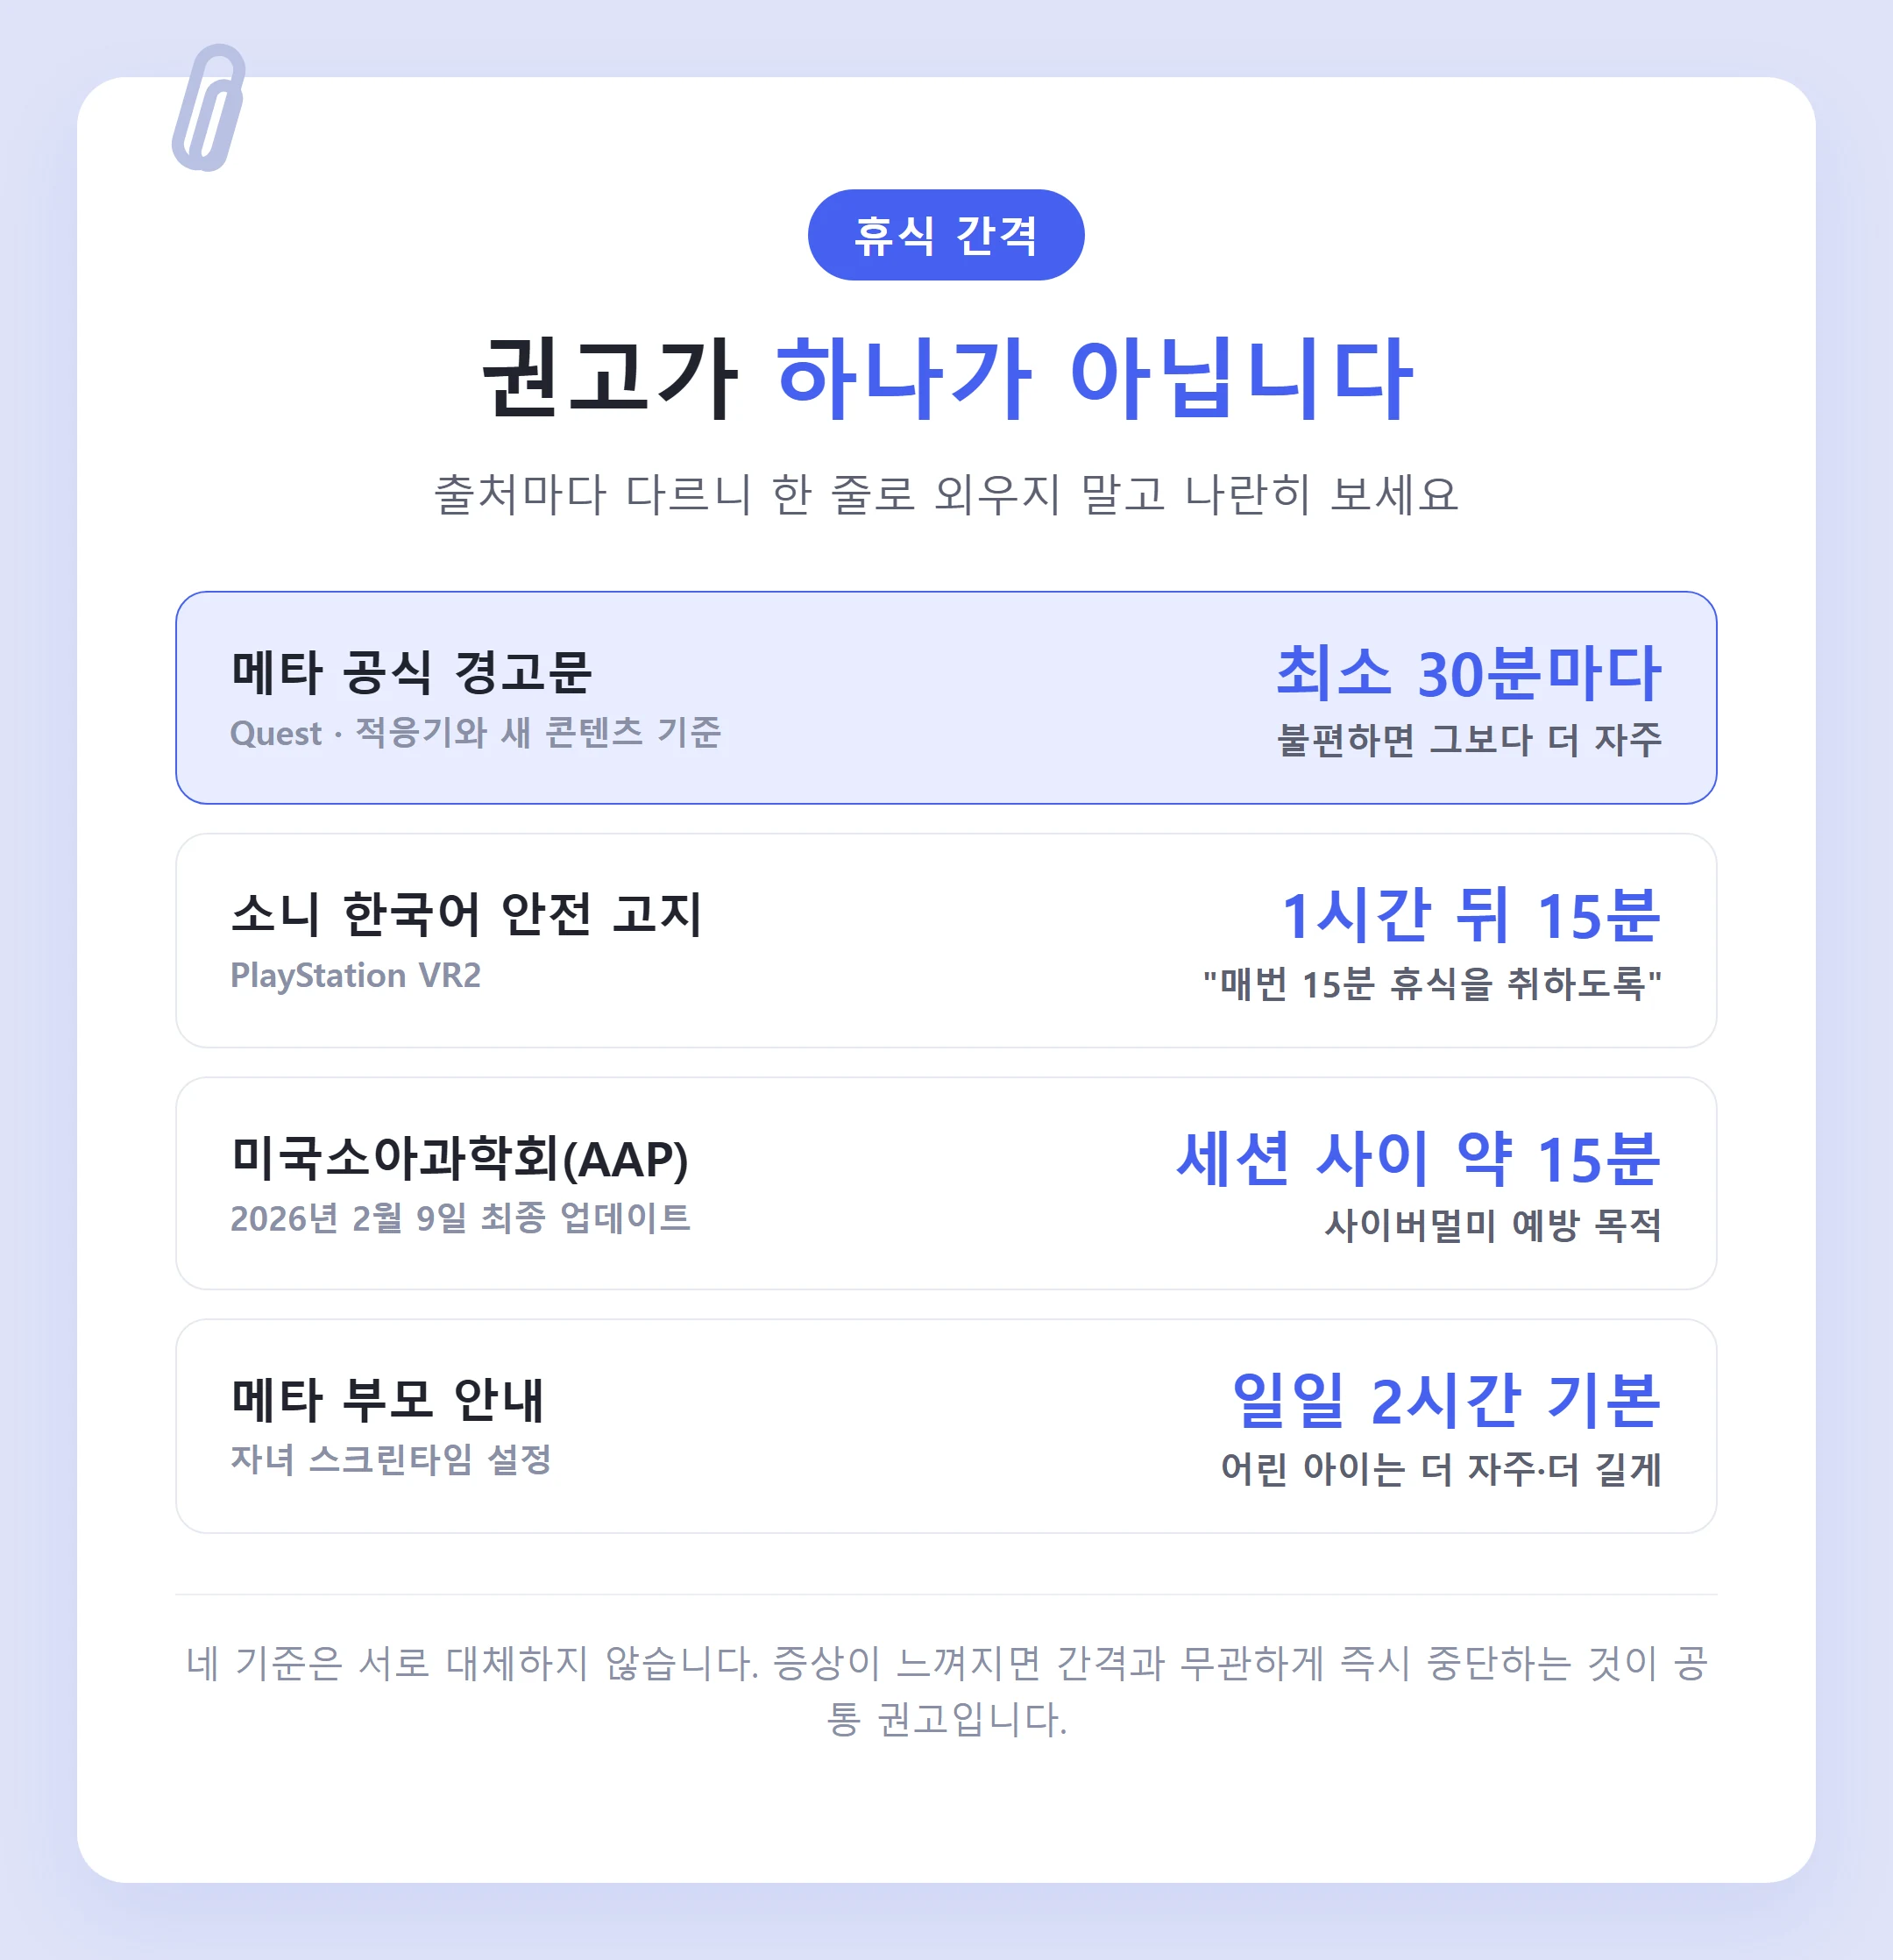 휴식 간격
권고가 하나가 아닙니다
출처마다 다르니 한 줄로 외우지 말고 나란히 보세요
메타 공식 경고문
Quest · 적응기와 새 콘텐츠 기준
최소 30분마다
불편하면 그보다 더 자주
소니 한국어 안전 고지
PlayStation VR2
1시간 뒤 15분
"매번 15분 휴식을 취하도록"
미국소아과학회(AAP)
2026년 2월 9일 최종 업데이트
세션 사이 약 15분
사이버멀미 예방 목적
메타 부모 안내
자녀 스크린타임 설정
일일 2시간 기본
어린 아이는 더 자주·더 길게
네 기준은 서로 대체하지 않습니다. 증상이 느껴지면 간격과 무관하게 즉시 중단하는 것이 공
통 권고입니다.